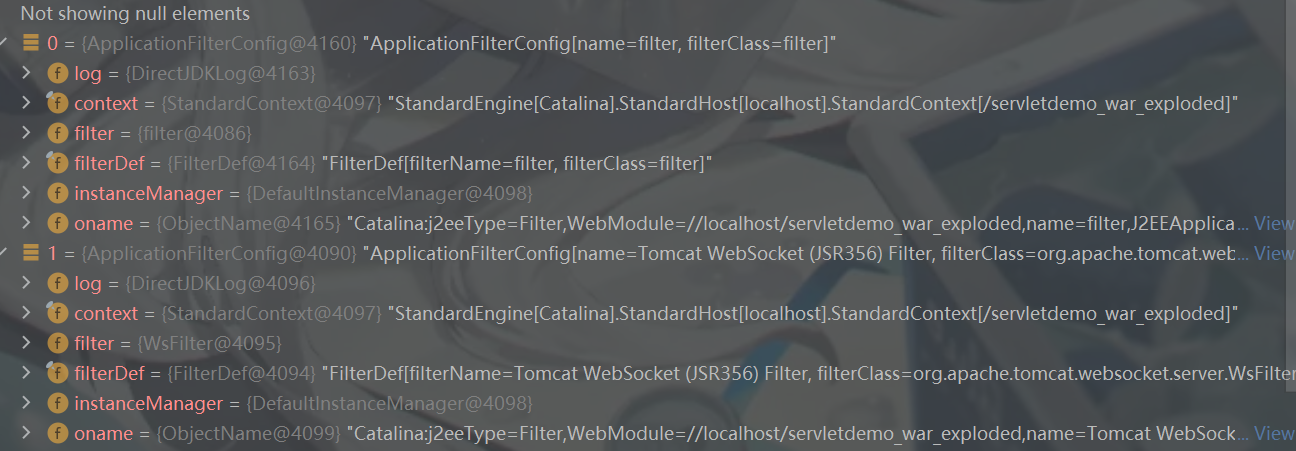 Not showing null elements
0 = {ApplicationFilterConfig@4160} "ApplicationFilterConfig[name=filter, filterClass=filter]"
log = {DirectJDKLog@4163}
context = {StandardContext@4097} "StandardEngine[Catalina].StandardHost[localhost].StandardContext[/servletdemo_war_exploded]"
filter = {filter@4086}
filterDef = {FilterDef@4164} "FilterDef[filterName=filter, filterClass=filter]"
instanceManager = {DefaultInstanceManager@4098}
oname = {ObjectName@4165} "Catalina:j2eeType=Filter,WebModule=//localhost/servletdemo_war_exploded,name=filter,J2EEApplica... View
1 = {ApplicationFilterConfig@4090} "ApplicationFilterConfig[name=Tomcat WebSocket (JSR356) Filter, filterClass=org.apache.tomcat.web... View
log = {DirectJDKLog@4096}
context = {StandardContext@4097} "StandardEngine[Catalina].StandardHost[localhost].StandardContext[/servletdemo_war_exploded]"
filter = {WsFilter@4095}
filterDef = {FilterDef@4094} "FilterDef[filterName=Tomcat WebSocket (JSR356) Filter, filterClass=org.apache.tomcat.websocket.server.WsFilter
instanceManager = {DefaultInstanceManager@4098}
oname = {ObjectName@4099} "Catalina:j2eeType=Filter,WebModule=//localhost/servletdemo_war_exploded,name=Tomcat WebSock... View